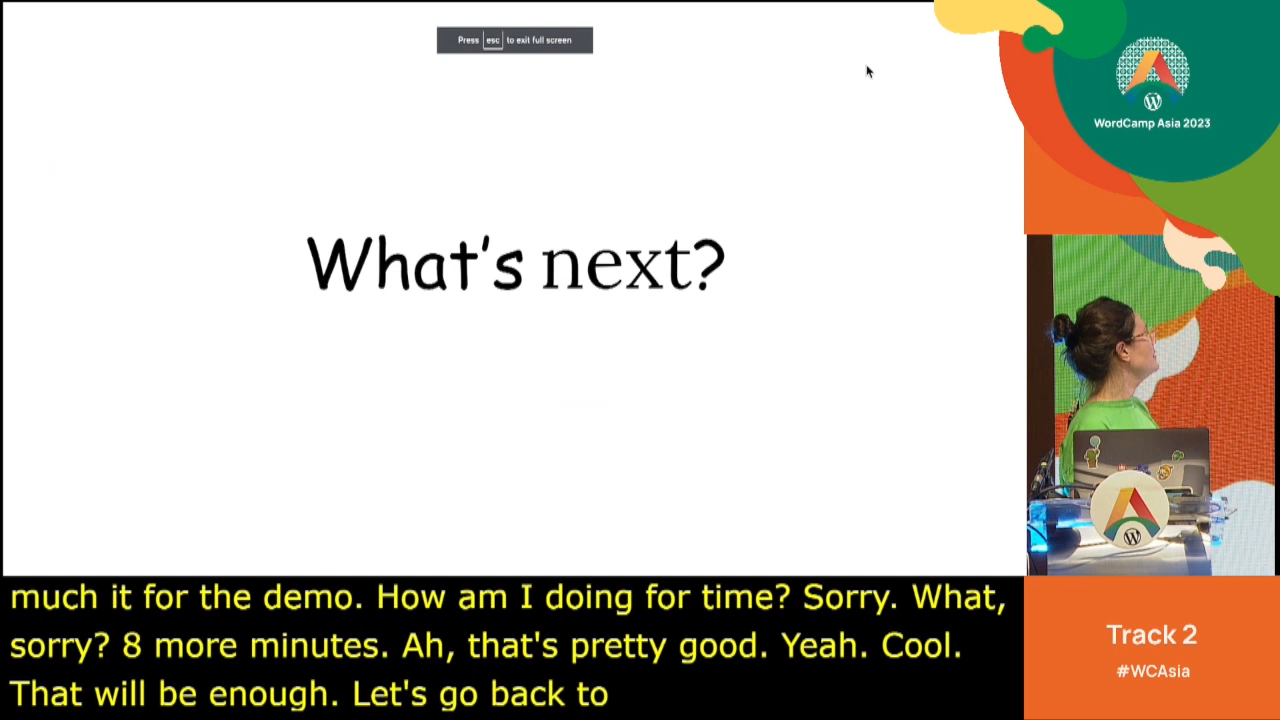 Press esc to exit full screen
WordCamp Asia 2023
What's next?
much it for the demo. How am I doing for time? Sorry. What,
sorry? 8 more minutes. Ah, that's pretty good. Yeah. Cool.
That will be enough. Let's go back to
Track 2
#WCAsia